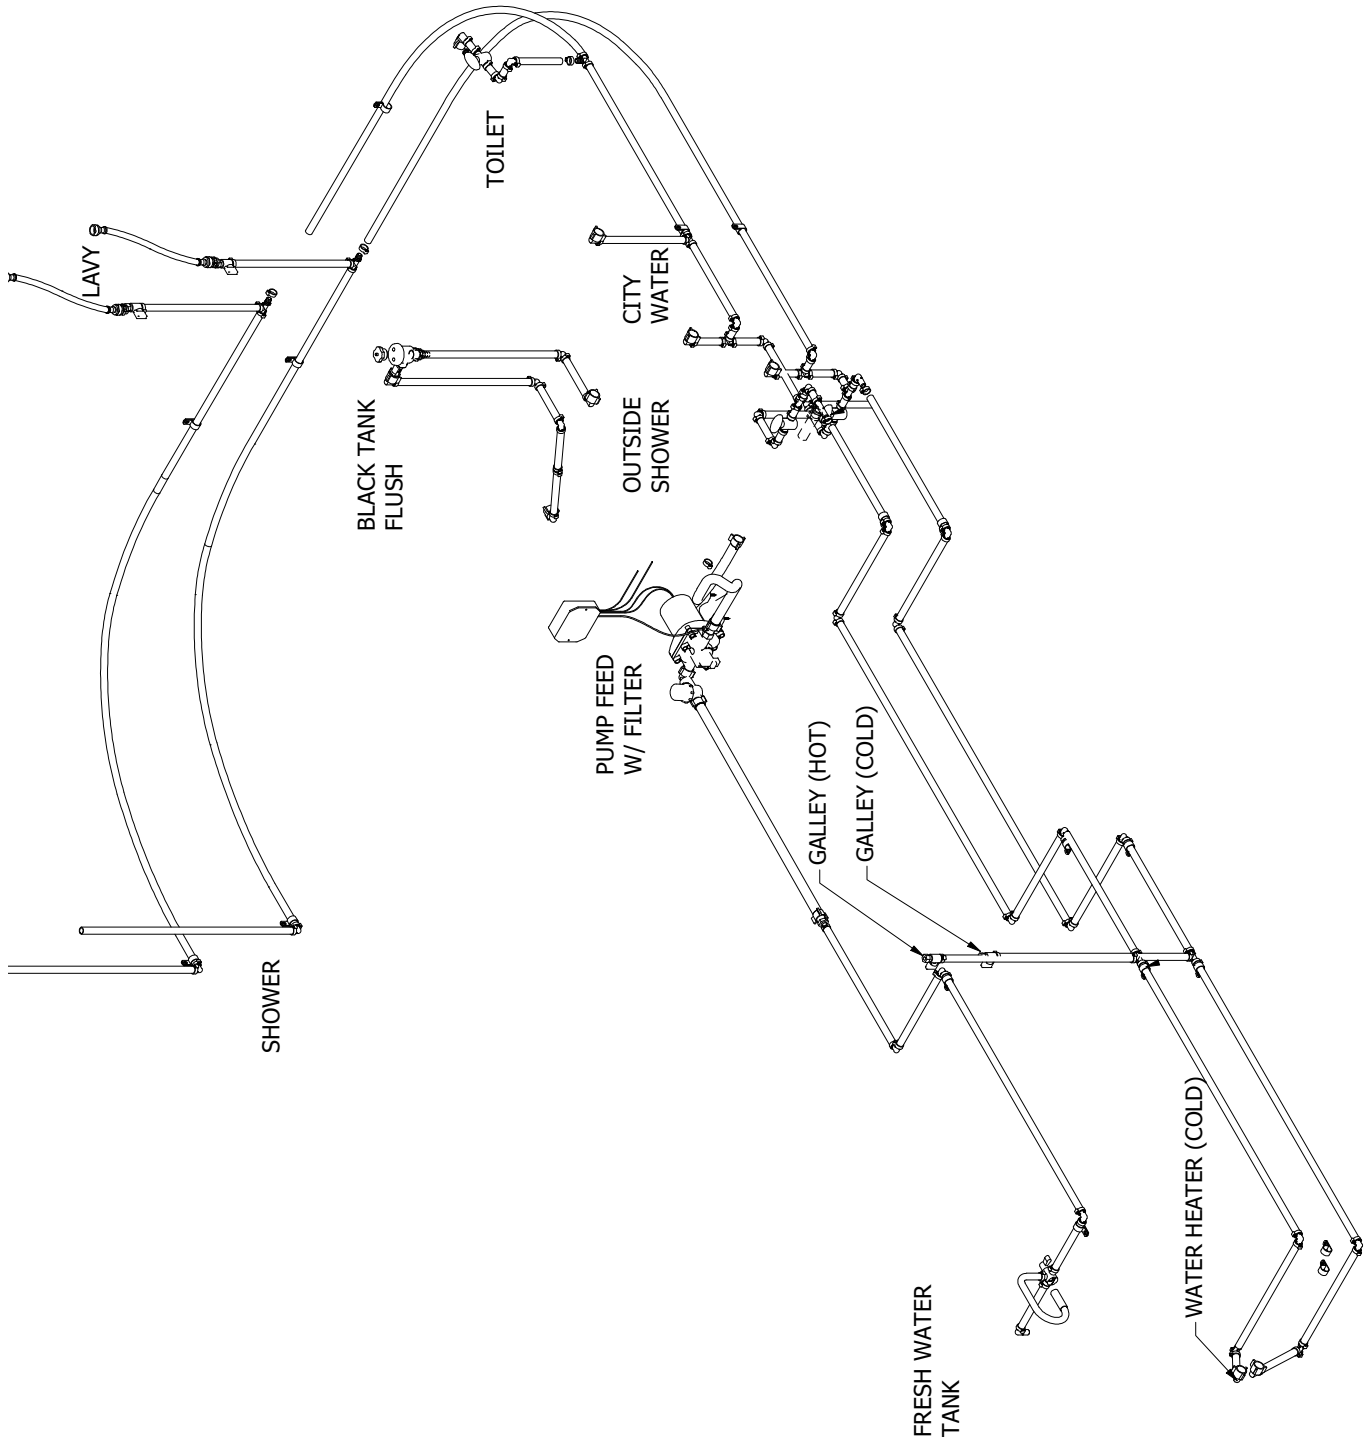 LAVY
TOILET
CITY
WATER
BLACK TANK
FLUSH
OUTSIDE
SHOWER
PUMP FEED
W/ FILTER
GALLEY (HOT)
GALLEY (COLD)
SHOWER
WATER HEATER (COLD)
FRESH WATER
TANK